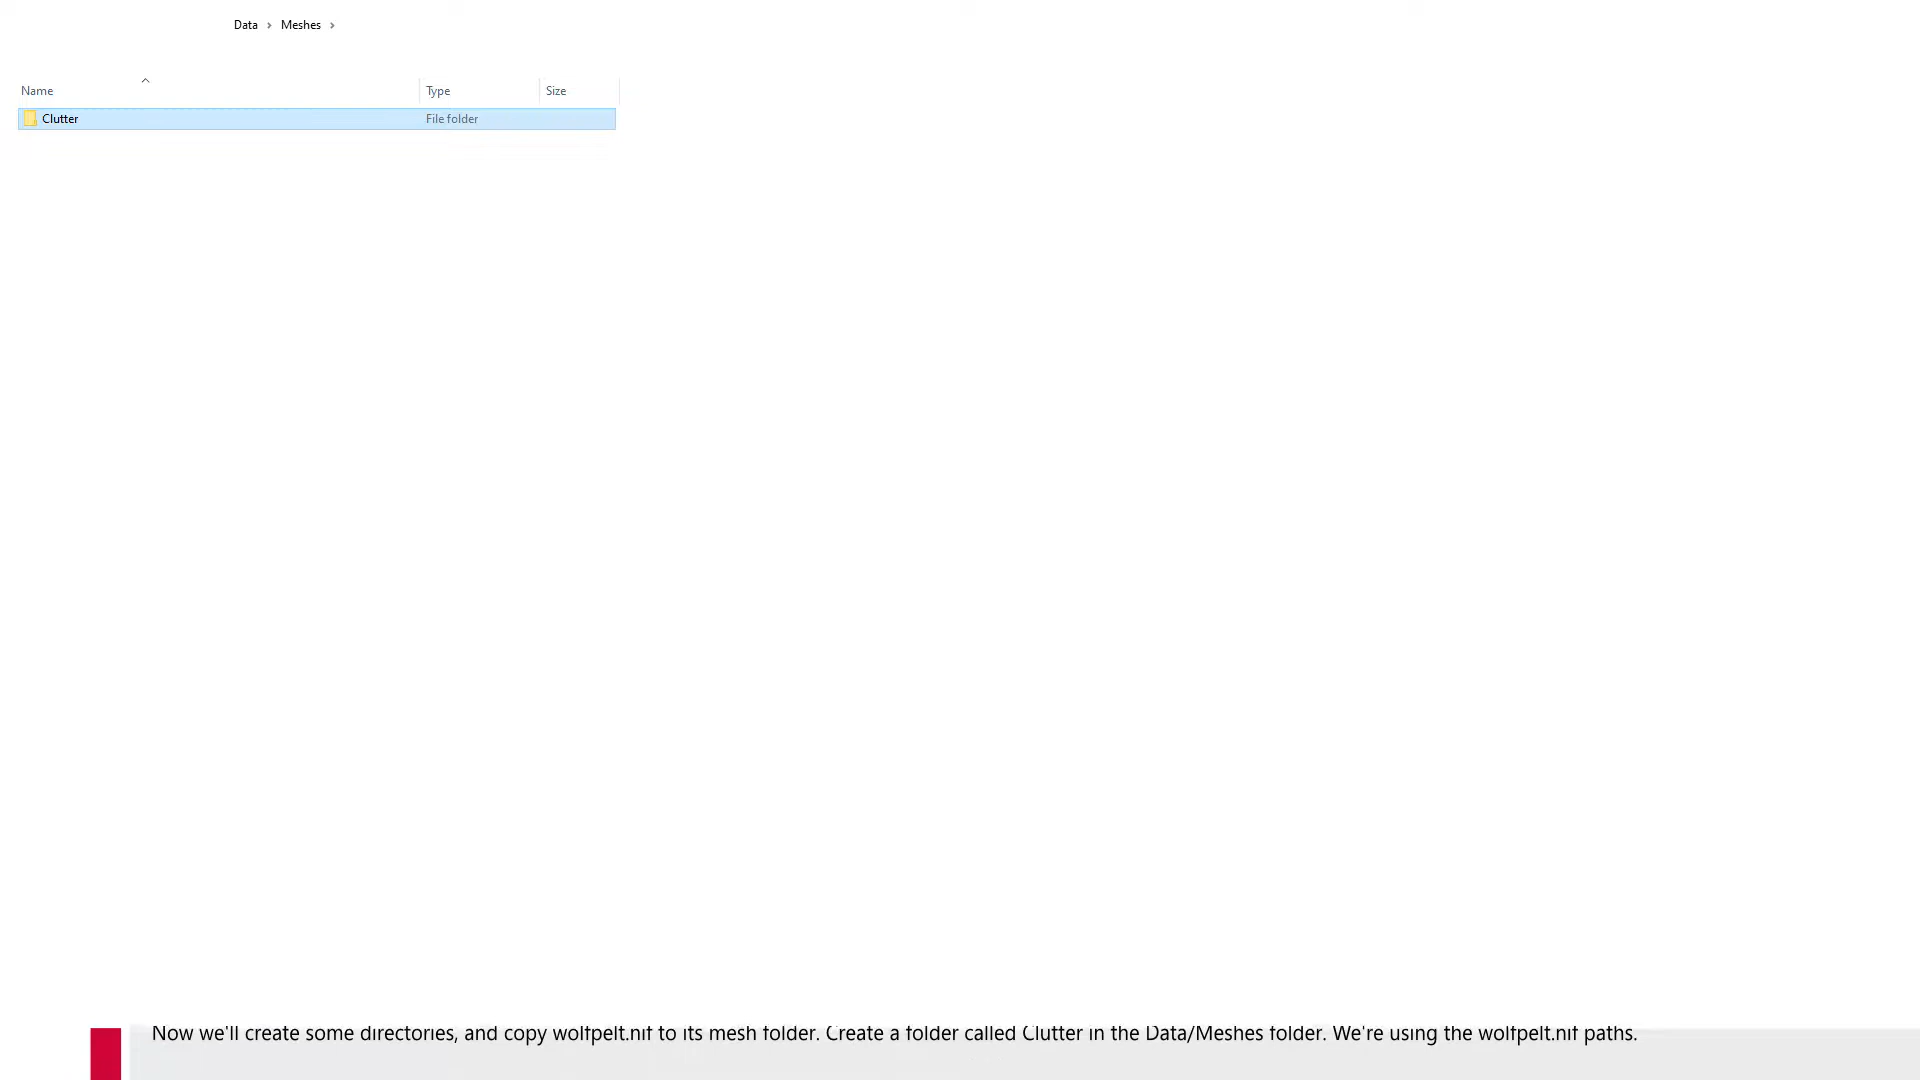 Data > Meshes >
Name Type Size
Clutter File folder
Now we'll create some directories, and copy wolfpelt.nif to its mesh folder. Create a folder called Clutter in the Data/Meshes folder. We're using the wolfpelt.nif paths.